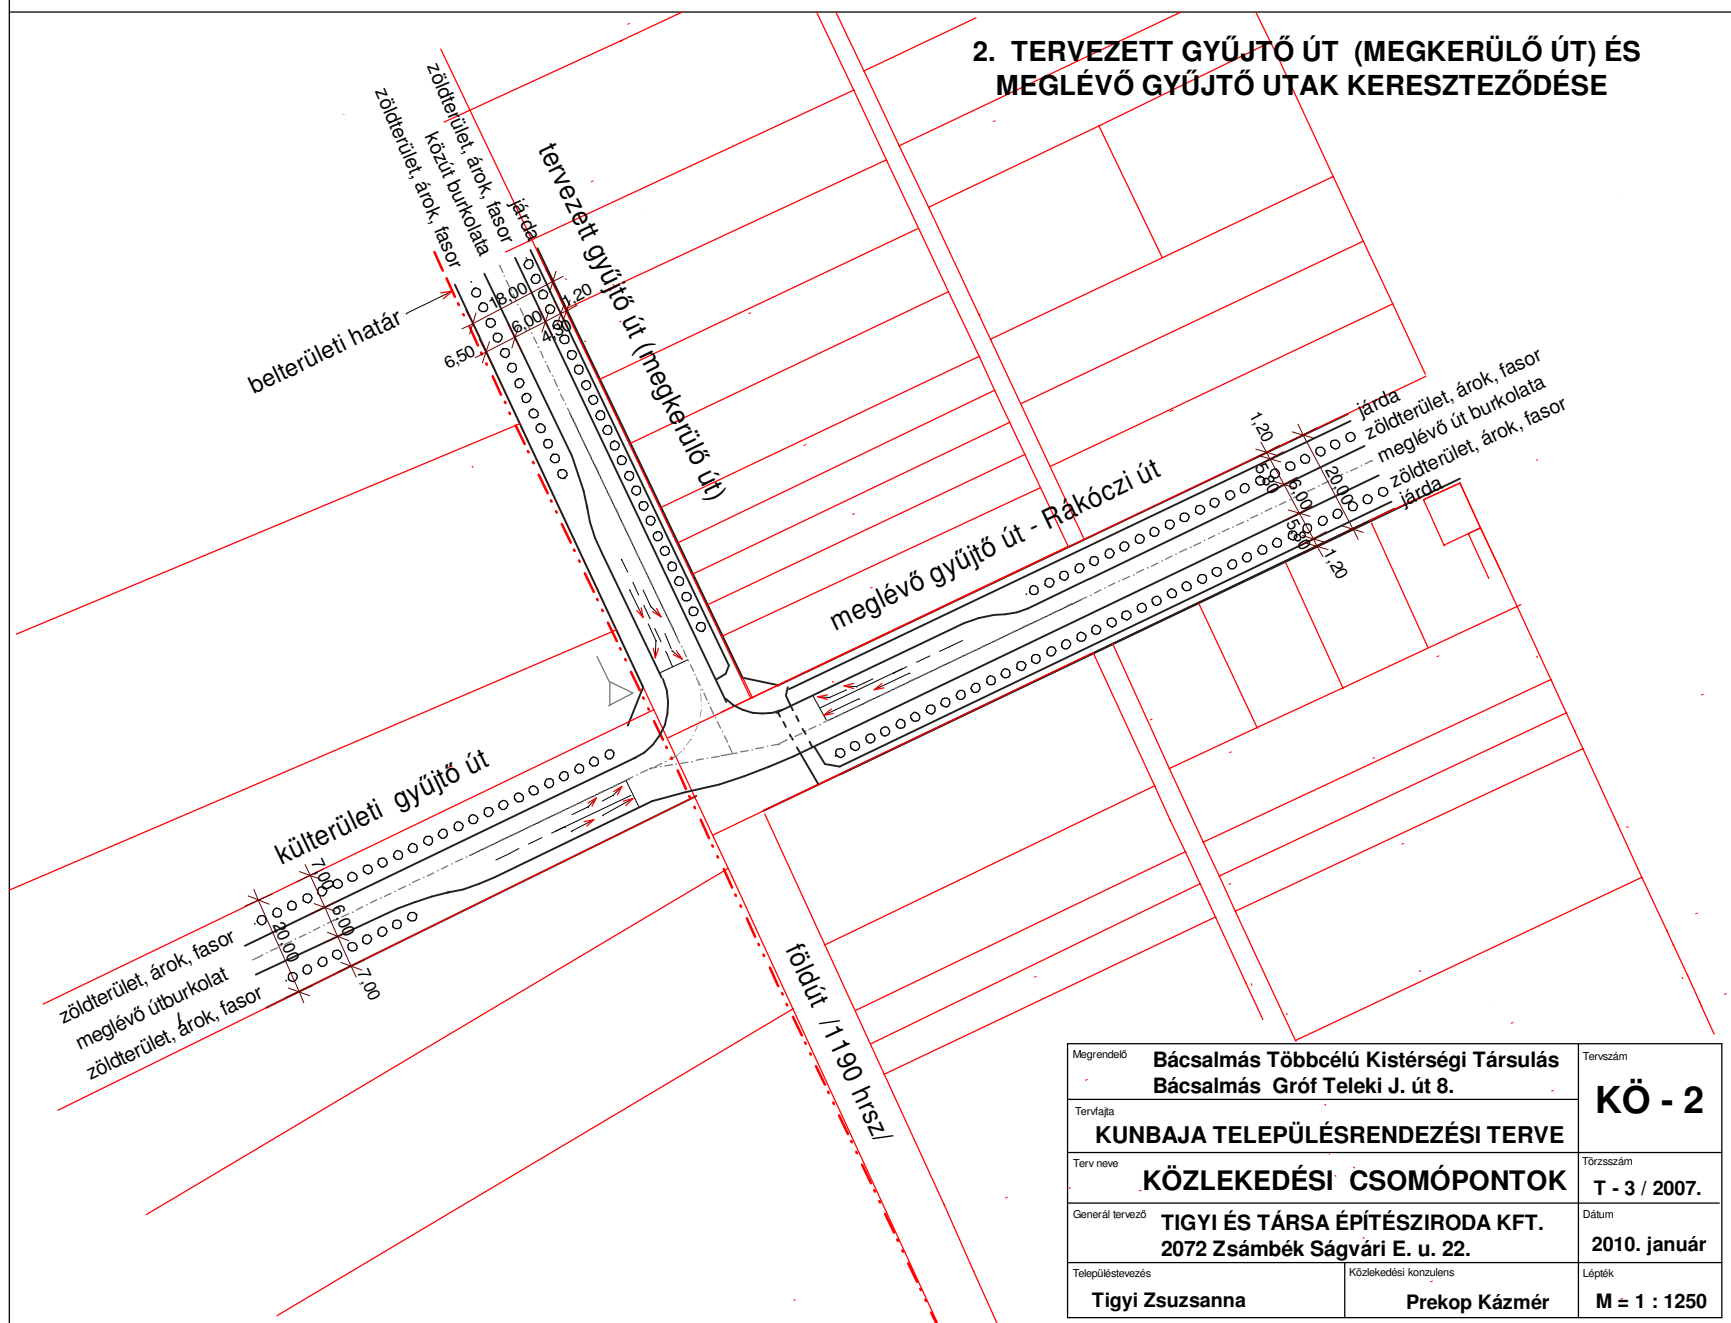 2. TERVEZETT GYŰJTŐ ÚT (MEGKERÜLŐ ÚT) ÉS
MEGLÉVŐ GYŰJTŐ UTAK KERESZTEZŐDÉSE
zöldterület, árok, fasor
közút burkolata
zöldterület, árok, fasor
járda
tervezett gyűjtő út (megkerülő út)
belterületi határ
18,00
1,20
6,00
6,50
meglévő gyűjtő út - Rákóczi út
járda
zöldterület, árok, fasor
meglévő út burkolata
zöldterület, árok, fasor
járda
1,20
5,80
6,00
20,00
5,80
1,20
külterületi gyűjtő út
7,00
6,00
20,00
7,00
zöldterület, árok, fasor
meglévő útburkolat
zöldterület, árok, fasor
földút /1190 hrsz/
Megrendelő
Bácsalmás Többcélú Kistérségi Társulás
Bácsalmás Gróf Teleki J. út 8.
Tervszám
KÖ - 2
Tervfajta
KUNBAJA TELEPÜLÉSRENDEZÉSI TERVE
Terv neve
KÖZLEKEDÉSI CSOMÓPONTOK
Törzsszám
T - 3 / 2007.
Generál tervező
TIGYI ÉS TÁRSA ÉPÍTÉSZIRODA KFT.
2072 Zsámbék Ságvári E. u. 22.
Dátum
2010. január
Településtevezés
Tigyi Zsuzsanna
Közlekedési konzulens
Prekop Kázmér
Lépték
M = 1 : 1250